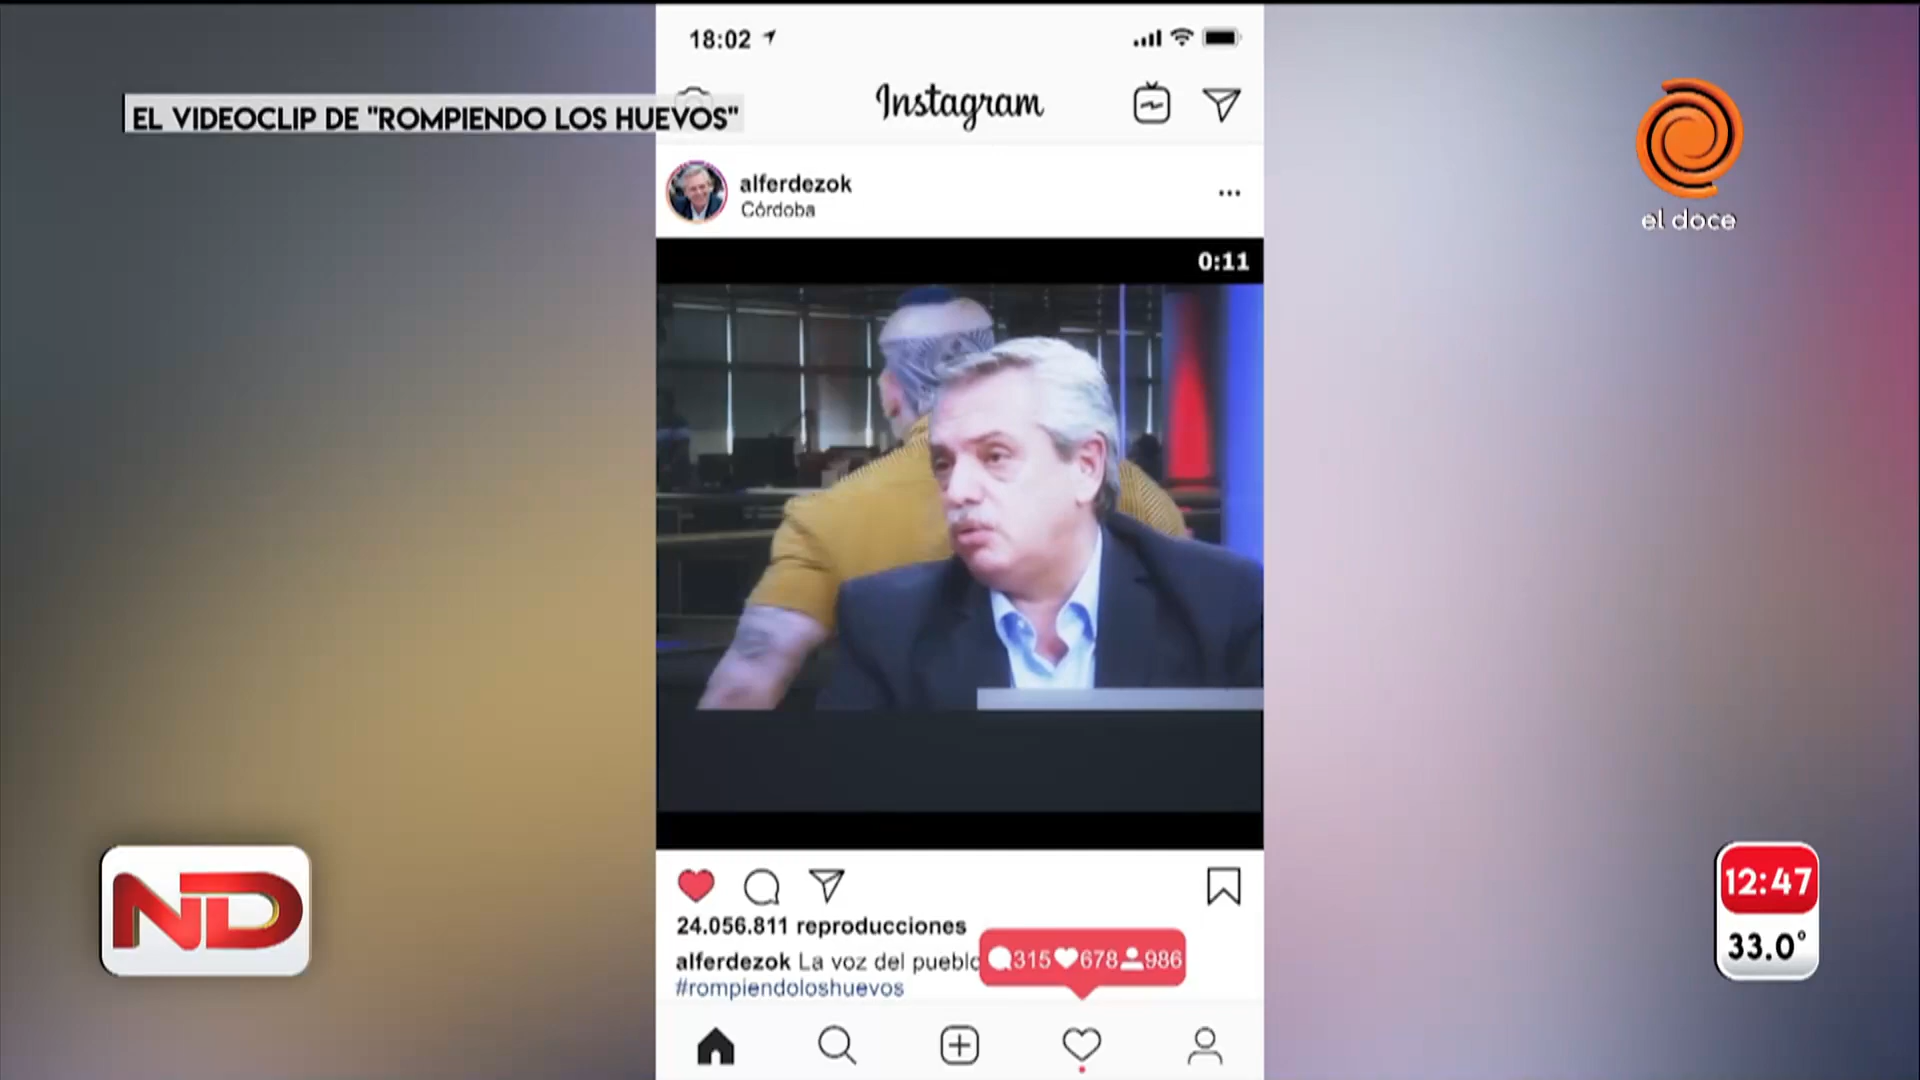 18:02
EL VIDEOCLIP DE "ROMPIENDO LOS HUEVOS"
Instagram
alferdezok
Córdoba
el doce
0:11
ND
12:47
33.0°
24.056.811 reproducciones
alferdezok La voz del pueblo
315 678 986
#rompiendoloshuevos